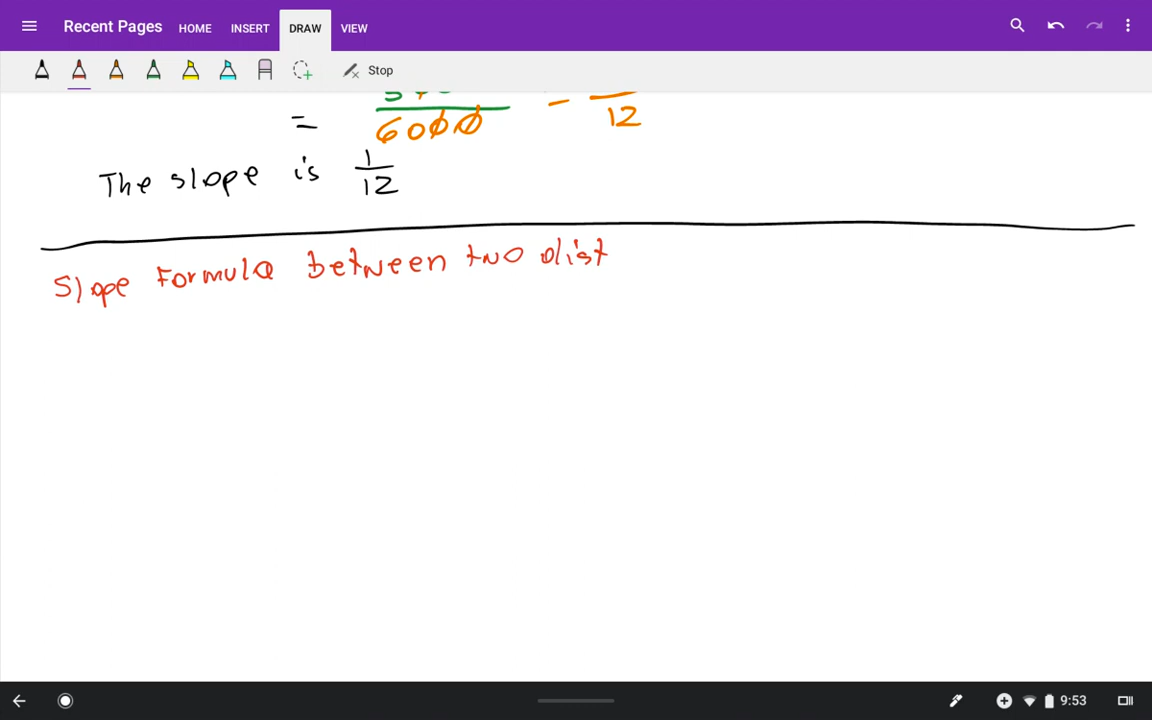 Recent Pages HOME INSERT DRAW VIEW
Stop
= 6000 - 12
The slope is 1/12
Slope Formula between two dist
9:53